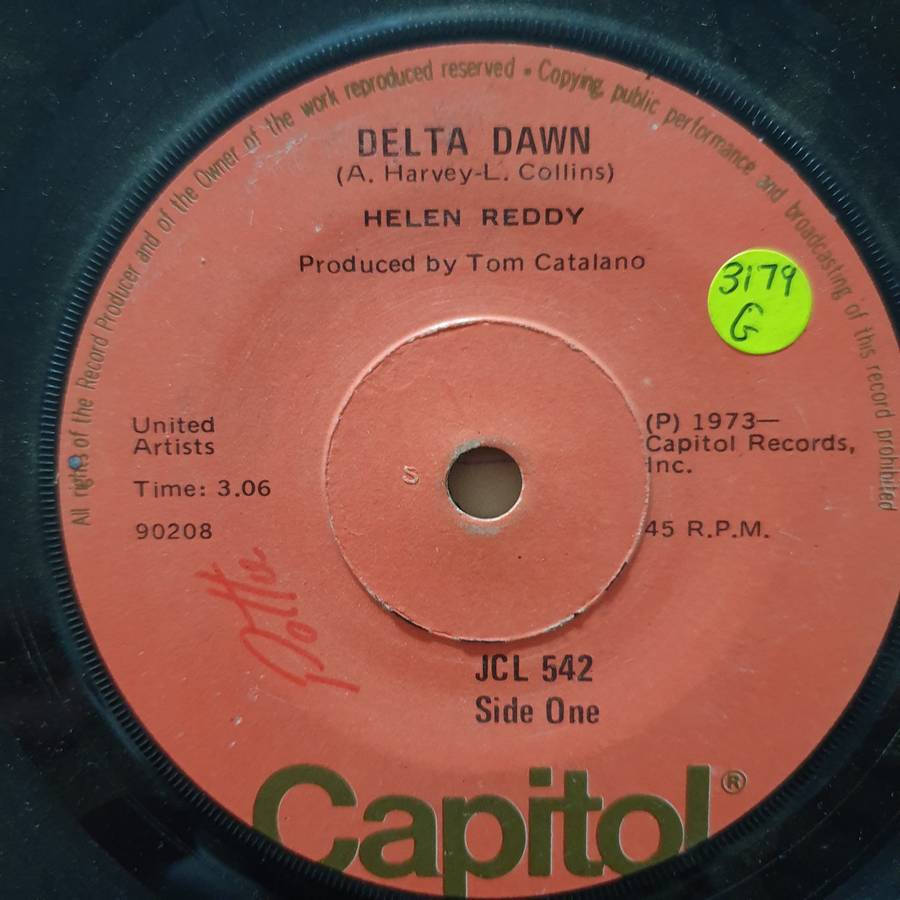 All rights of the Record Producer and of the Owner of the work reproduced reserved • Copying, public performance and broadcasting of this record prohibited
DELTA DAWN
(A. Harvey-L. Collins)
HELEN REDDY
Produced by Tom Catalano
3179
G
United
Artists
Time: 3.06
90208
(P) 1973—
Capitol Records,
Inc.
45 R.P.M.
S
JCL 542
Side One
Capitol®